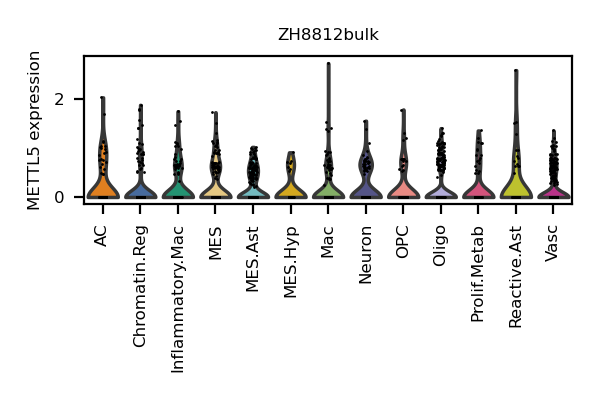 ZH8812bulk
METTL5 expression
2
0
AC
Chromatin.Reg
Inflammatory.Mac
MES
MES.Ast
MES.Hyp
Mac
Neuron
OPC
Oligo
Prolif.Metab
Reactive.Ast
Vasc